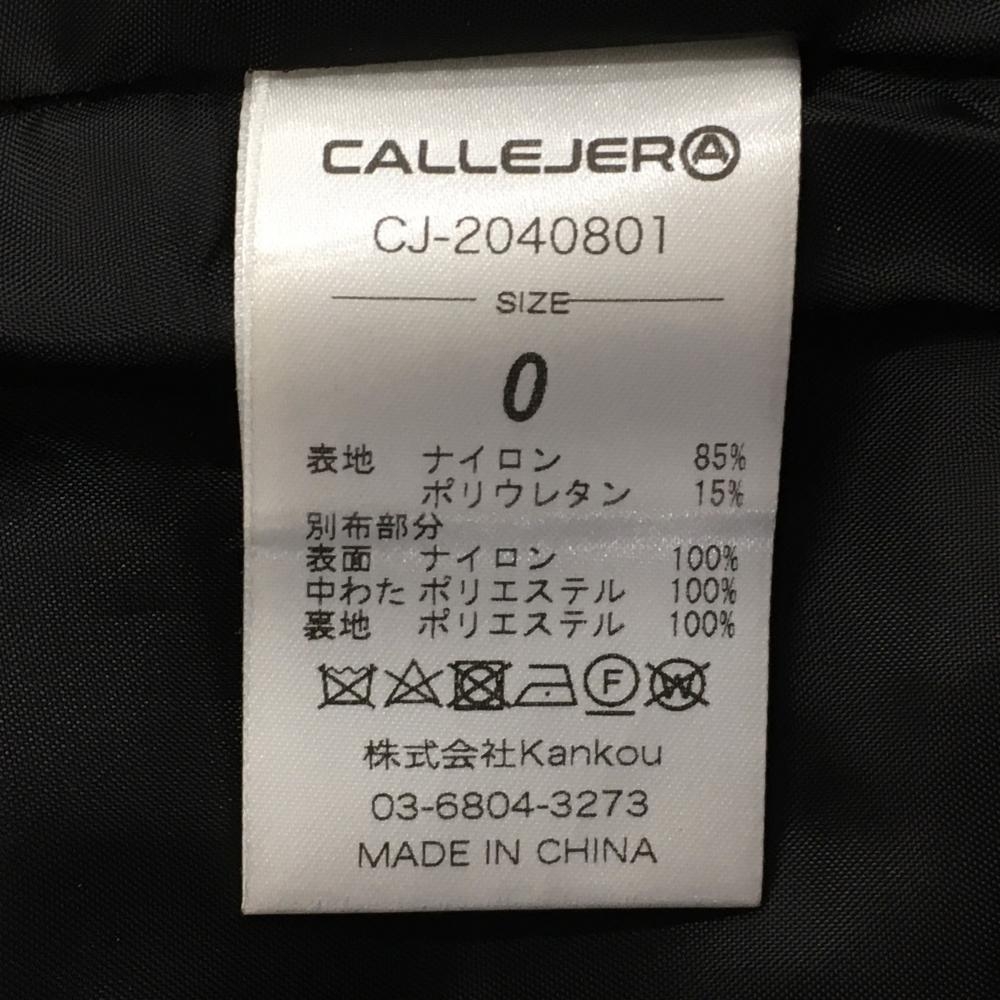 CALLEJERA
CJ-2040801
SIZE
0
表地 ナイロン 85%
ポリウレタン 15%
別布部分
表面 ナイロン 100%
中わた ポリエステル 100%
裏地 ポリエステル 100%
F W
株式会社Kankou
03-6804-3273
MADE IN CHINA